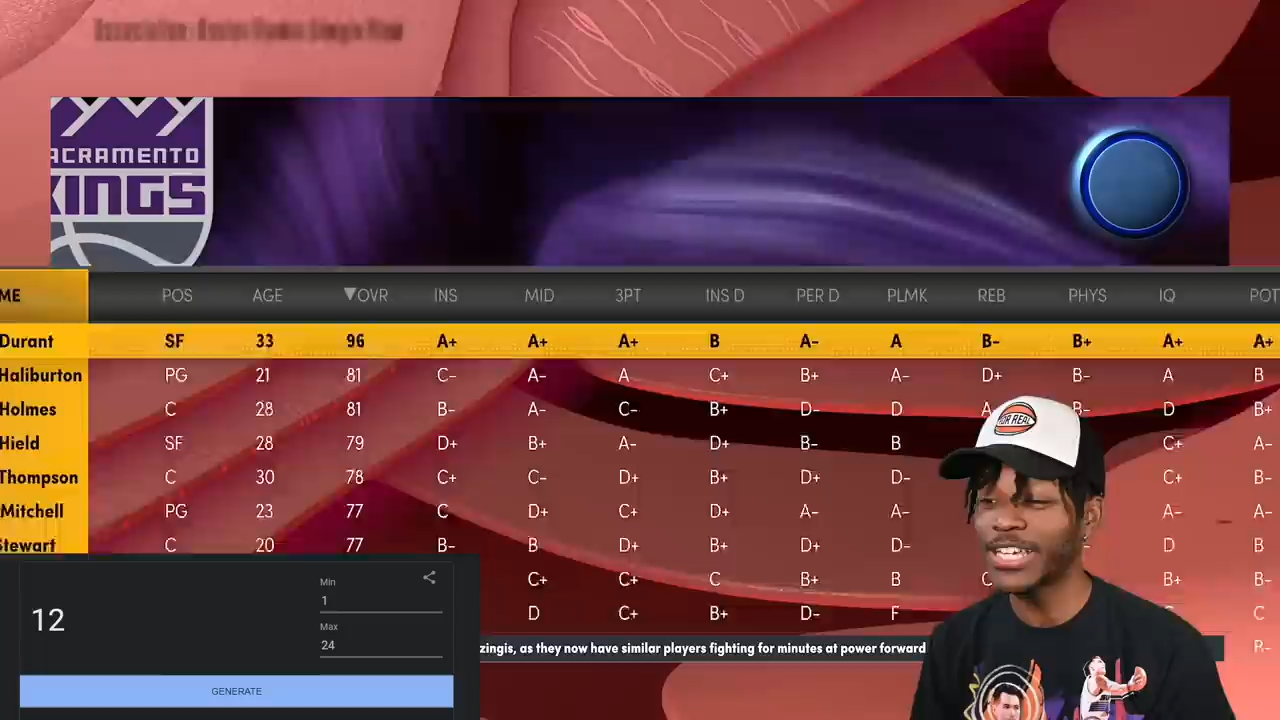 ACRAMENTO
KINGS
ME POS AGE ▼OVR INS MID 3PT INS D PER D PLMK REB PHYS IQ POT
Durant SF 33 96 A+ A+ A+ B A- A B- B+ A+ A+
Haliburton PG 21 81 C- A- A C+ B+ A- D+ B- A B
Holmes C 28 81 B- A- C- B+ D- D A B- D B+
Hield SF 28 79 D+ B+ A- D+ B- B C+ A-
Thompson C 30 78 C+ C- D+ B+ D+ D- C+ B-
Mitchell PG 23 77 C D+ C+ D+ A- A- A- A-
Stewart C 20 77 B- B D+ B+ D+ D- D B
C+ C+ C B+ B B+ B-
D C+ B+ D- F C
zingis, as they now have similar players fighting for minutes at power forward
B-
12
Min
1
Max
24
GENERATE
FOR REAL